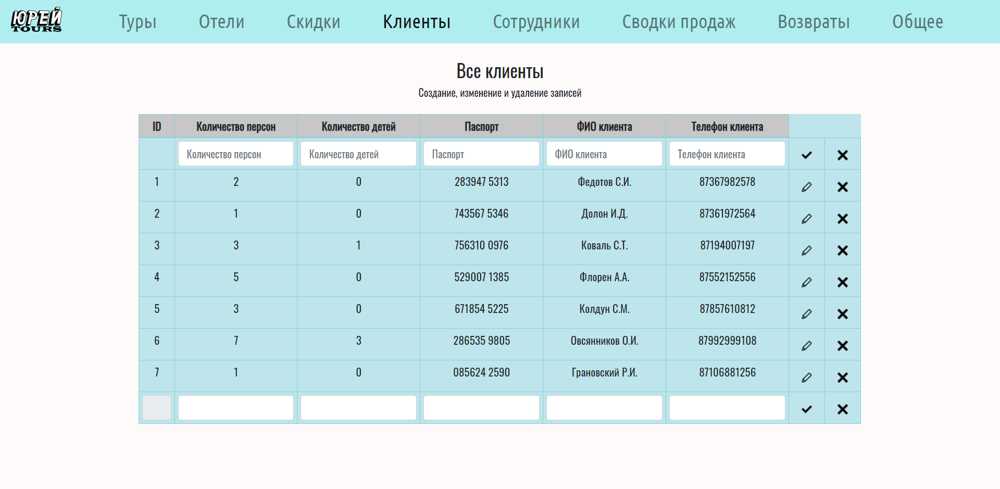 ЮРЕЙ
TOURS
Туры Отели Скидки Клиенты Сотрудники Сводки продаж Возвраты Общее
Все клиенты
Создание, изменение и удаление записей
ID Количество персон Количество детей Паспорт ФИО клиента Телефон клиента
Количество персон Количество детей Паспорт ФИО клиента Телефон клиента
1 2 0 283947 5313 Федотов С.И. 87367982578
2 1 0 743567 5346 Долон И.Д. 87361972564
3 3 1 756310 0976 Коваль С.Т. 87194007197
4 5 0 529007 1385 Флорен А.А. 87552152556
5 3 0 671854 5225 Колдун С.М. 87857610812
6 7 3 286535 9805 Овсянников О.И. 87992999108
7 1 0 085624 2590 Грановский Р.И. 87106881256